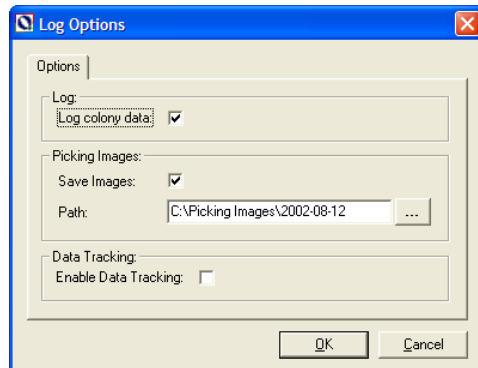 Log Options
Options
Log:
Log colony data:
Picking Images:
Save Images:
Path: C:\Picking Images\2002-08-12 ...
Data Tracking:
Enable Data Tracking:
OK Cancel